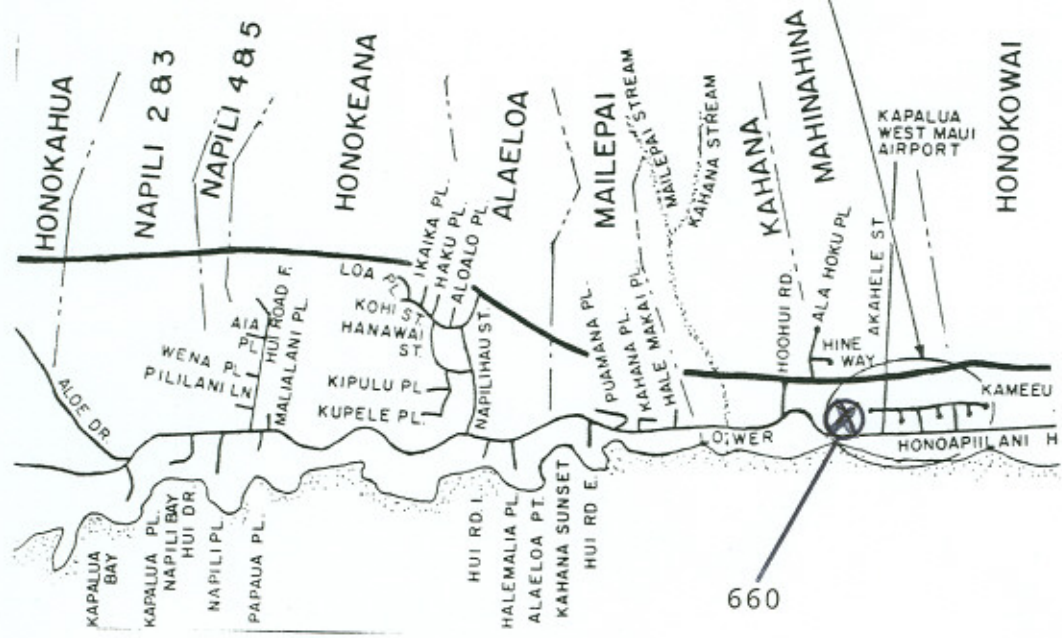 HONOKAHUA
NAPILI 2 & 3
NAPILI 4 & 5
HONOKEANA
ALAELOA
MAILEPAI
KAHANA
MAHINAHINA
HONOKOWAI
KAPALUA
WEST MAUI
AIRPORT
MAILEPAI STREAM
KAHANA STREAM
LOA PL
KOHI ST.
HANAWAI
ST.
IKAIKA PL.
HAKU PL.
ALOALO PL.
KIPULU PL
KUPELE PL.
NAPILIHAU ST.
AIA
PL
HUI ROAD F.
WENA PL
PILILANI LN
MALIALANI PL.
ALOE DR.
PUAMANA PL.
KAHANA PL.
HALE MAKAI PL.
HOOHUI RD.
ALA HOKU PL
HINE
WAY
AKAHELE ST
KAMEEU
LOWER
HONOAPIILANI H
KAPALUA
BAY
KAPALUA PL.
NAPILI BAY
HUI DR.
NAPILI PL.
PAPAUA PL.
HUI RD. I.
HALEMALIA PL.
ALAELOA PT.
KAHANA SUNSET
HUI RD E.
660